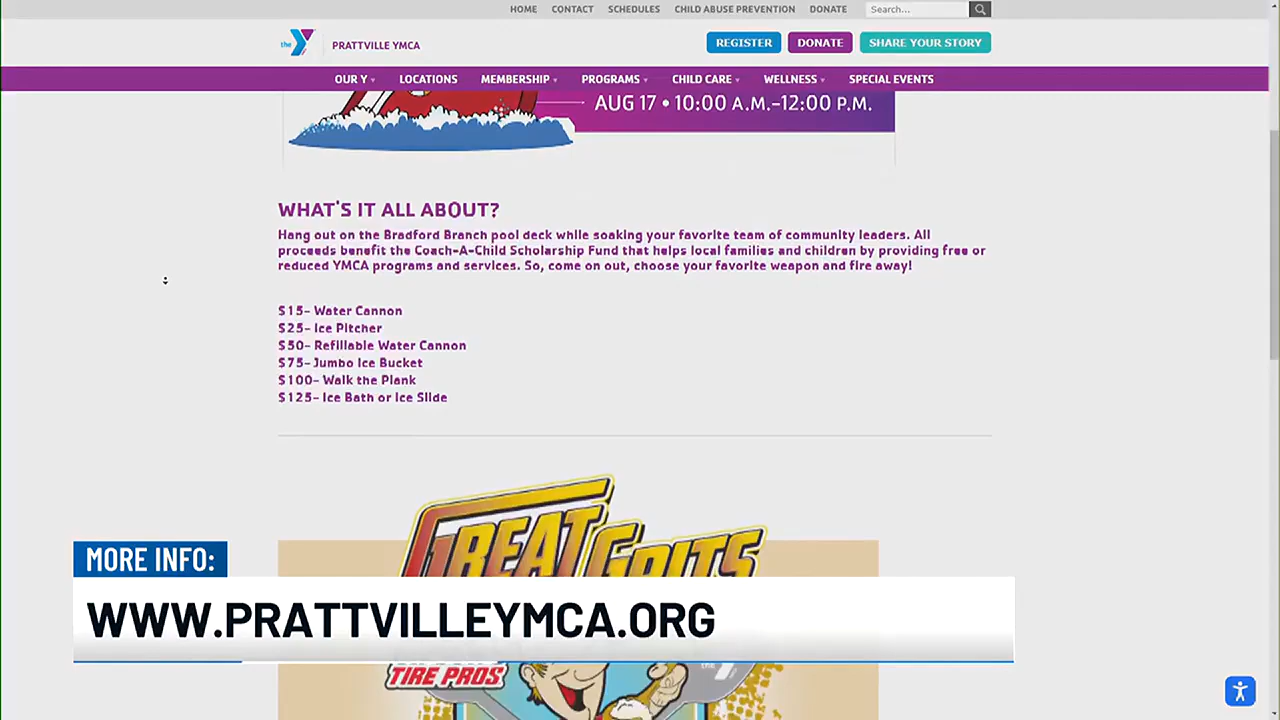 HOME CONTACT SCHEDULES CHILD ABUSE PREVENTION DONATE Search...
the Y PRATTVILLE YMCA REGISTER DONATE SHARE YOUR STORY
OUR Y LOCATIONS MEMBERSHIP PROGRAMS CHILD CARE WELLNESS SPECIAL EVENTS
AUG 17 • 10:00 A.M.–12:00 P.M.
WHAT'S IT ALL ABOUT?
Hang out on the Bradford Branch pool deck while soaking your favorite team of community leaders. All
proceeds benefit the Coach-A-Child Scholarship Fund that helps local families and children by providing free or
reduced YMCA programs and services. So, come on out, choose your favorite weapon and fire away!
$15– Water Cannon
$25– Ice Pitcher
$50– Refillable Water Cannon
$75– Jumbo Ice Bucket
$100– Walk the Plank
$125– Ice Bath or Ice Slide
GREAT GRITS
MORE INFO:
WWW.PRATTVILLEYMCA.ORG
TIRE PROS
the Y